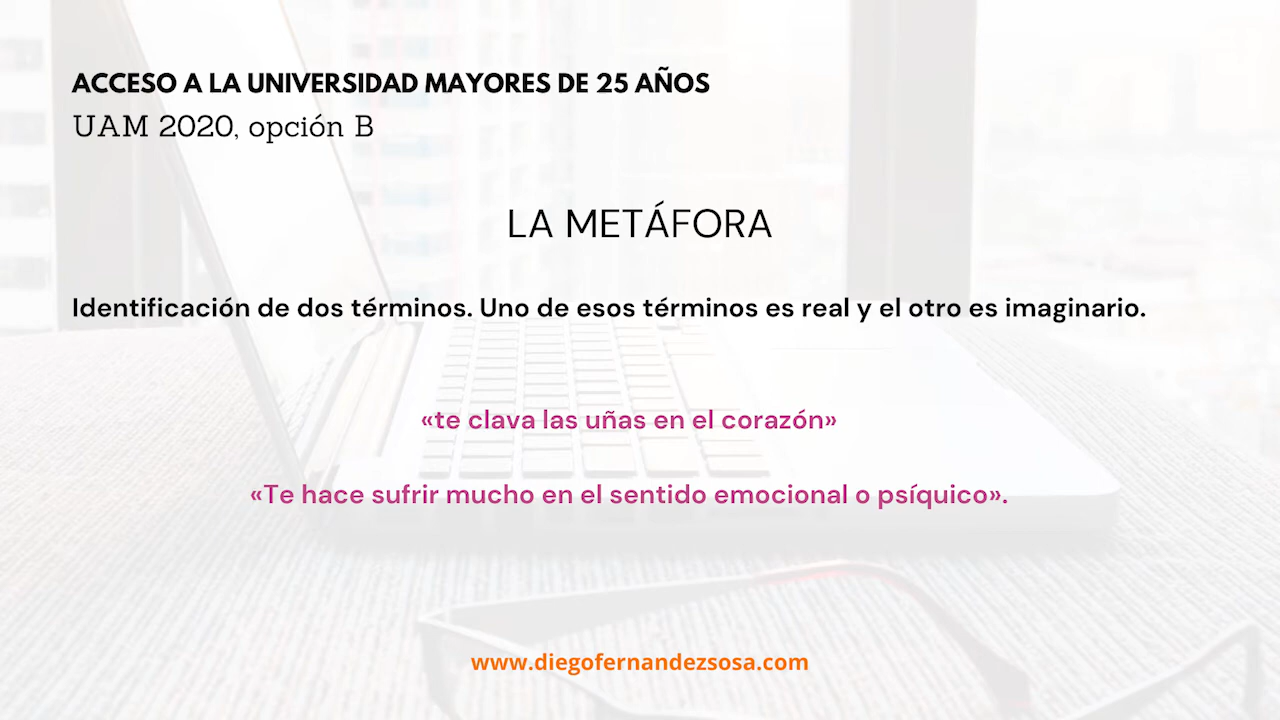 ACCESO A LA UNIVERSIDAD MAYORES DE 25 AÑOS
UAM 2020, opción B
LA METÁFORA
Identificación de dos términos. Uno de esos términos es real y el otro es imaginario.
«te clava las uñas en el corazón»
«Te hace sufrir mucho en el sentido emocional o psíquico».
www.diegofernandezsosa.com